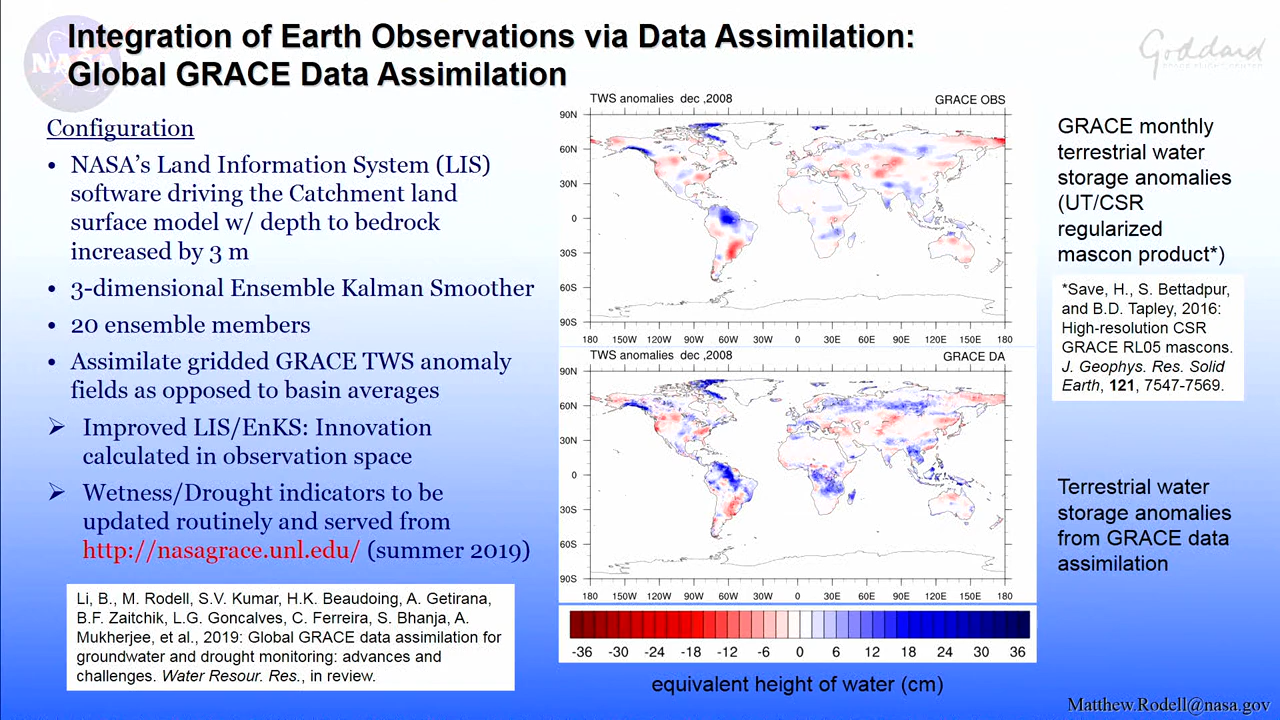 Integration of Earth Observations via Data Assimilation:
Global GRACE Data Assimilation
NASA
Goddard
SPACE FLIGHT CENTER
Configuration
• NASA's Land Information System (LIS)
software driving the Catchment land
surface model w/ depth to bedrock
increased by 3 m
• 3-dimensional Ensemble Kalman Smoother
• 20 ensemble members
• Assimilate gridded GRACE TWS anomaly
fields as opposed to basin averages
➢ Improved LIS/EnKS: Innovation
calculated in observation space
➢ Wetness/Drought indicators to be
updated routinely and served from
http://nasagrace.unl.edu/ (summer 2019)
Li, B., M. Rodell, S.V. Kumar, H.K. Beaudoing, A. Getirana,
B.F. Zaitchik, L.G. Goncalves, C. Ferreira, S. Bhanja, A.
Mukherjee, et al., 2019: Global GRACE data assimilation for
groundwater and drought monitoring: advances and
challenges. Water Resour. Res., in review.
TWS anomalies dec ,2008 GRACE OBS
90N
60N
30N
0
30S
60S
90S
180 150W 120W 90W 60W 30W 0 30E 60E 90E 120E 150E 180
TWS anomalies dec ,2008 GRACE DA
90N
60N
30N
0
30S
60S
90S
180 150W 120W 90W 60W 30W 0 30E 60E 90E 120E 150E 180
-36 -30 -24 -18 -12 -6 0 6 12 18 24 30 36
equivalent height of water (cm)
GRACE monthly
terrestrial water
storage anomalies
(UT/CSR
regularized
mascon product*)
*Save, H., S. Bettadpur,
and B.D. Tapley, 2016:
High-resolution CSR
GRACE RL05 mascons.
J. Geophys. Res. Solid
Earth, 121, 7547-7569.
Terrestrial water
storage anomalies
from GRACE data
assimilation
Matthew.Rodell@nasa.gov